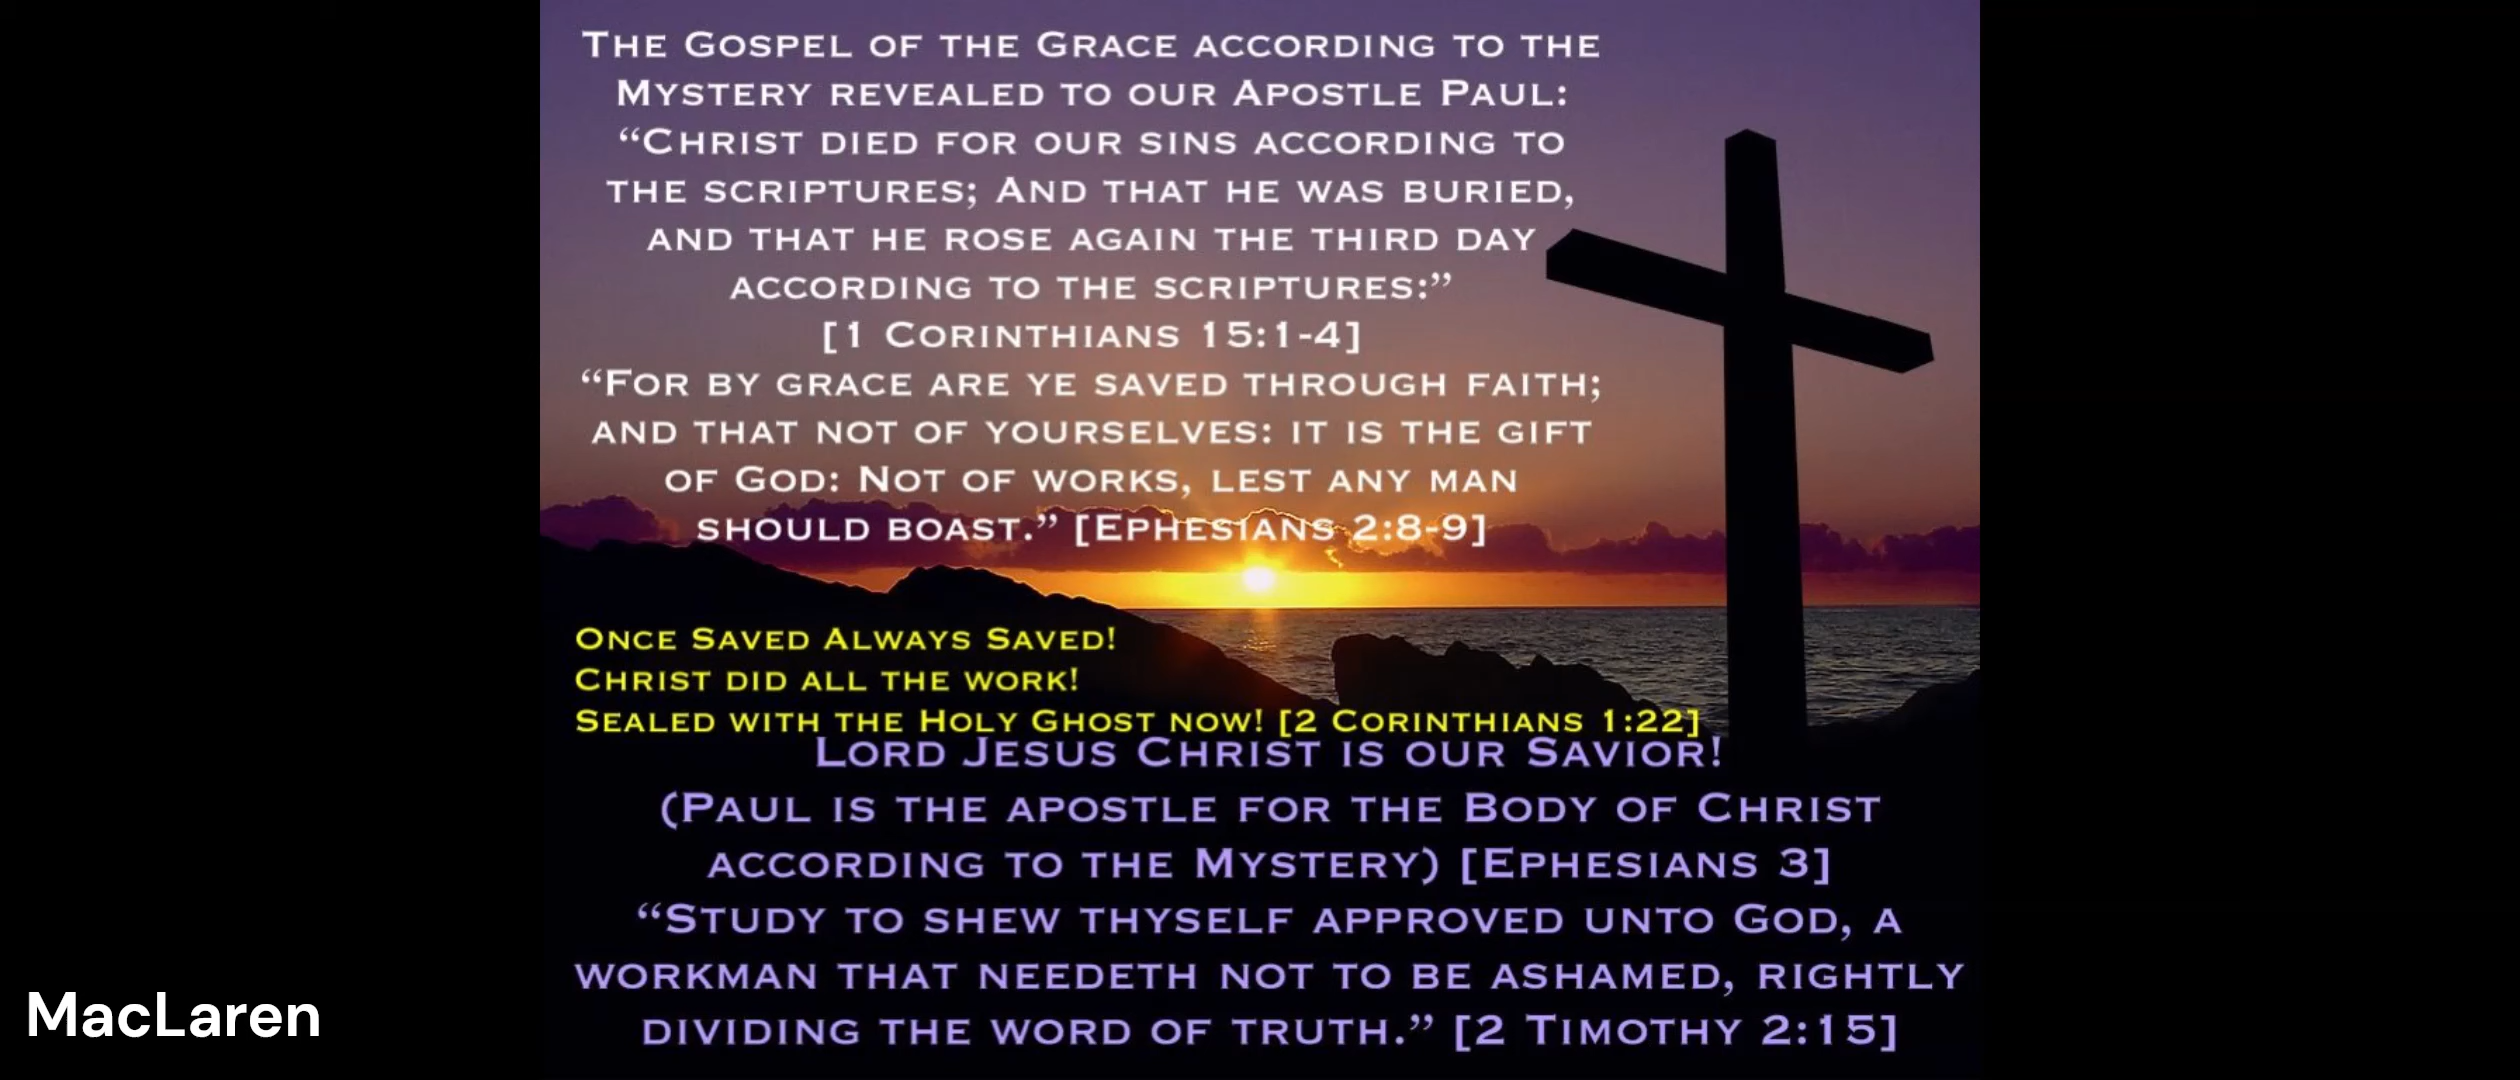 The Gospel of the Grace according to the
Mystery revealed to our Apostle Paul:
“Christ died for our sins according to
the scriptures; And that he was buried,
and that he rose again the third day
according to the scriptures:”
[1 Corinthians 15:1-4]
“For by grace are ye saved through faith;
and that not of yourselves: it is the gift
of God: Not of works, lest any man
should boast.” [Ephesians 2:8-9]
Once Saved Always Saved!
Christ did all the work!
Sealed with the Holy Ghost now! [2 Corinthians 1:22]
Lord Jesus Christ is our Savior!
(Paul is the apostle for the Body of Christ
according to the Mystery) [Ephesians 3]
“Study to shew thyself approved unto God, a
workman that needeth not to be ashamed, rightly
dividing the word of truth.” [2 Timothy 2:15]
MacLaren